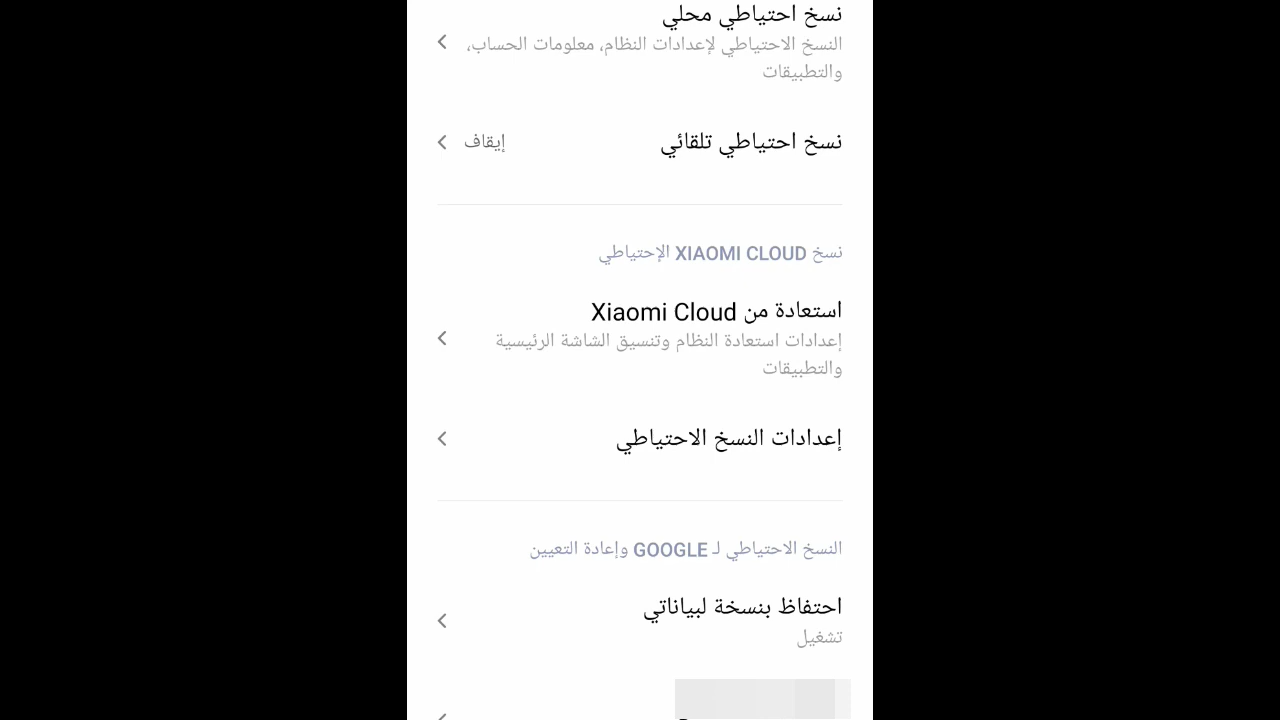 نسخ احتياطي محلي
النسخ الاحتياطي لإعدادات النظام، معلومات الحساب،
والتطبيقات
نسخ احتياطي تلقائي
إيقاف
نسخ XIAOMI CLOUD الإحتياطي
استعادة من Xiaomi Cloud
إعدادات استعادة النظام وتنسيق الشاشة الرئيسية
والتطبيقات
إعدادات النسخ الاحتياطي
النسخ الاحتياطي لـ GOOGLE وإعادة التعيين
احتفاظ بنسخة لبياناتي
تشغيل